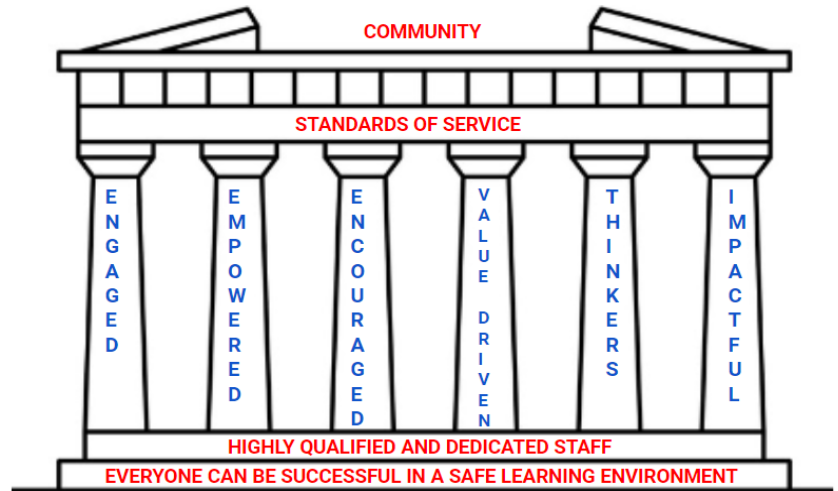 COMMUNITY
STANDARDS OF SERVICE
ENGAGED
EMPOWERED
ENCOURAGED
VALUE DRIVEN
THINKERS
IMPACTFUL
HIGHLY QUALIFIED AND DEDICATED STAFF
EVERYONE CAN BE SUCCESSFUL IN A SAFE LEARNING ENVIRONMENT